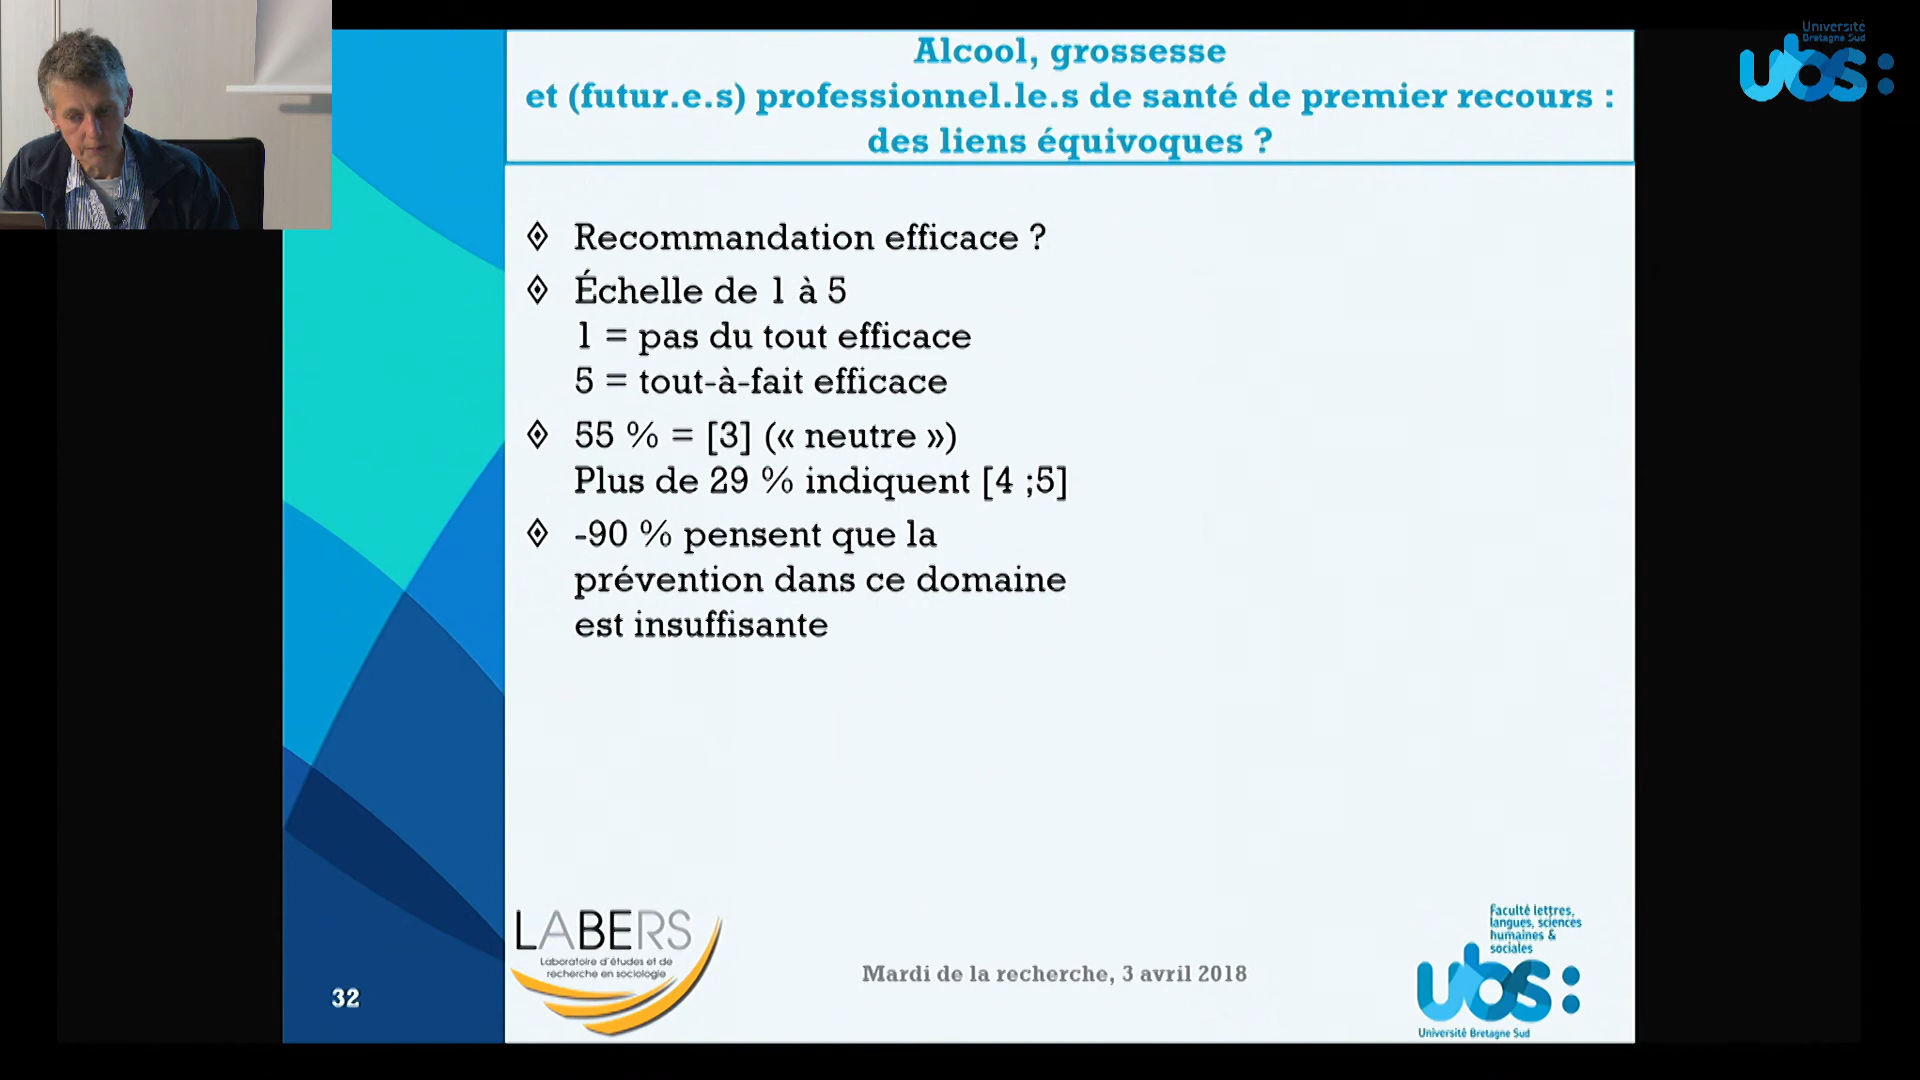 Université
Bretagne Sud
ubs:
Alcool, grossesse
et (futur.e.s) professionnel.le.s de santé de premier recours :
des liens équivoques ?
Recommandation efficace ?
Échelle de 1 à 5
1 = pas du tout efficace
5 = tout-à-fait efficace
55 % = [3] (« neutre »)
Plus de 29 % indiquent [4 ;5]
-90 % pensent que la
prévention dans ce domaine
est insuffisante
LABERS
Laboratoire d'études et de
recherche en sociologie
Mardi de la recherche, 3 avril 2018
Faculté lettres,
langues, sciences
humaines &
sociales
ubs:
Université Bretagne Sud
32